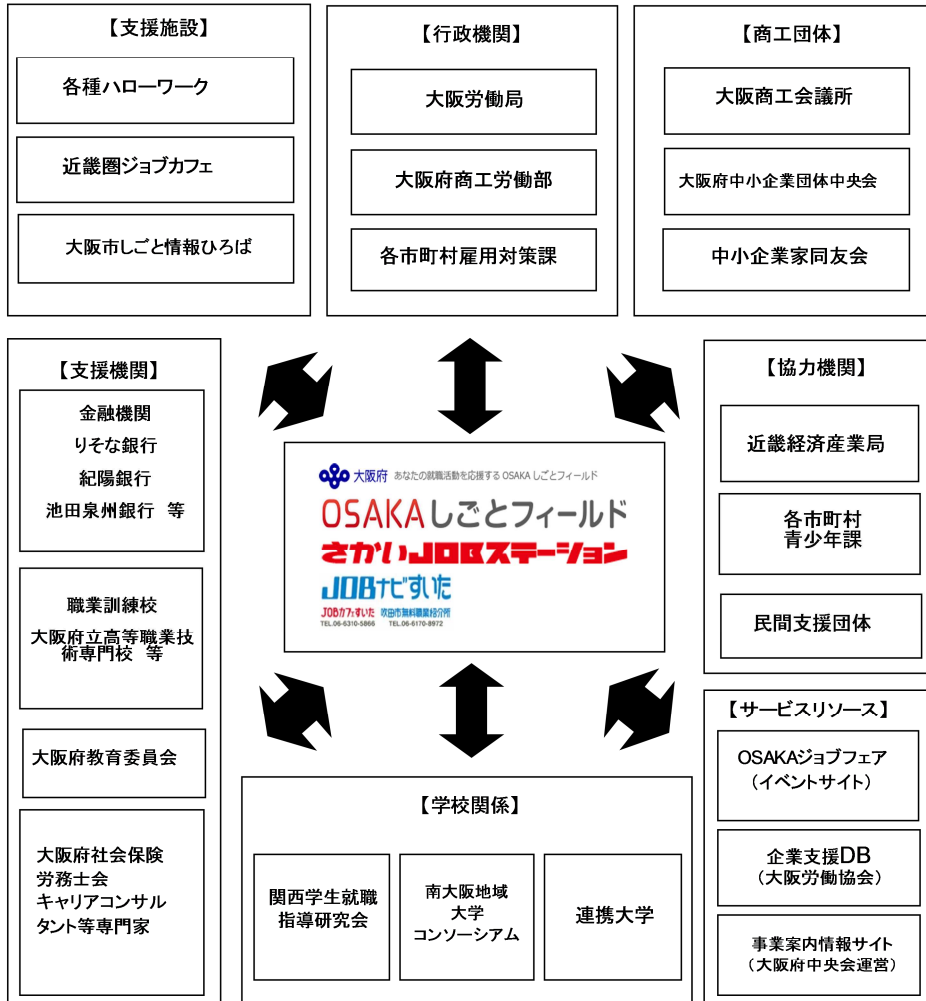 【支援施設】
各種ハローワーク
近畿圏ジョブカフェ
大阪市しごと情報ひろば
【行政機関】
大阪労働局
大阪府商工労働部
各市町村雇用対策課
【商工団体】
大阪商工会議所
大阪府中小企業団体中央会
中小企業家同友会
【支援機関】
金融機関
りそな銀行
紀陽銀行
池田泉州銀行 等
職業訓練校
大阪府立高等職業技
術専門校 等
大阪府教育委員会
大阪府社会保険
労務士会
キャリアコンサル
タント等専門家
大阪府 あなたの就職活動を応援する OSAKA しごとフィールド
OSAKAしごとフィールド
さかいJOBステーション
JOBナビすいた
JOBカフェすいた 吹田市無料職業紹介所
TEL.06-6310-5866 TEL.06-6170-8972
【協力機関】
近畿経済産業局
各市町村
青少年課
民間支援団体
【サービスリソース】
OSAKAジョブフェア
（イベントサイト）
企業支援DB
（大阪労働協会）
事業案内情報サイト
（大阪府中央会運営）
【学校関係】
関西学生就職
指導研究会
南大阪地域
大学
コンソーシアム
連携大学